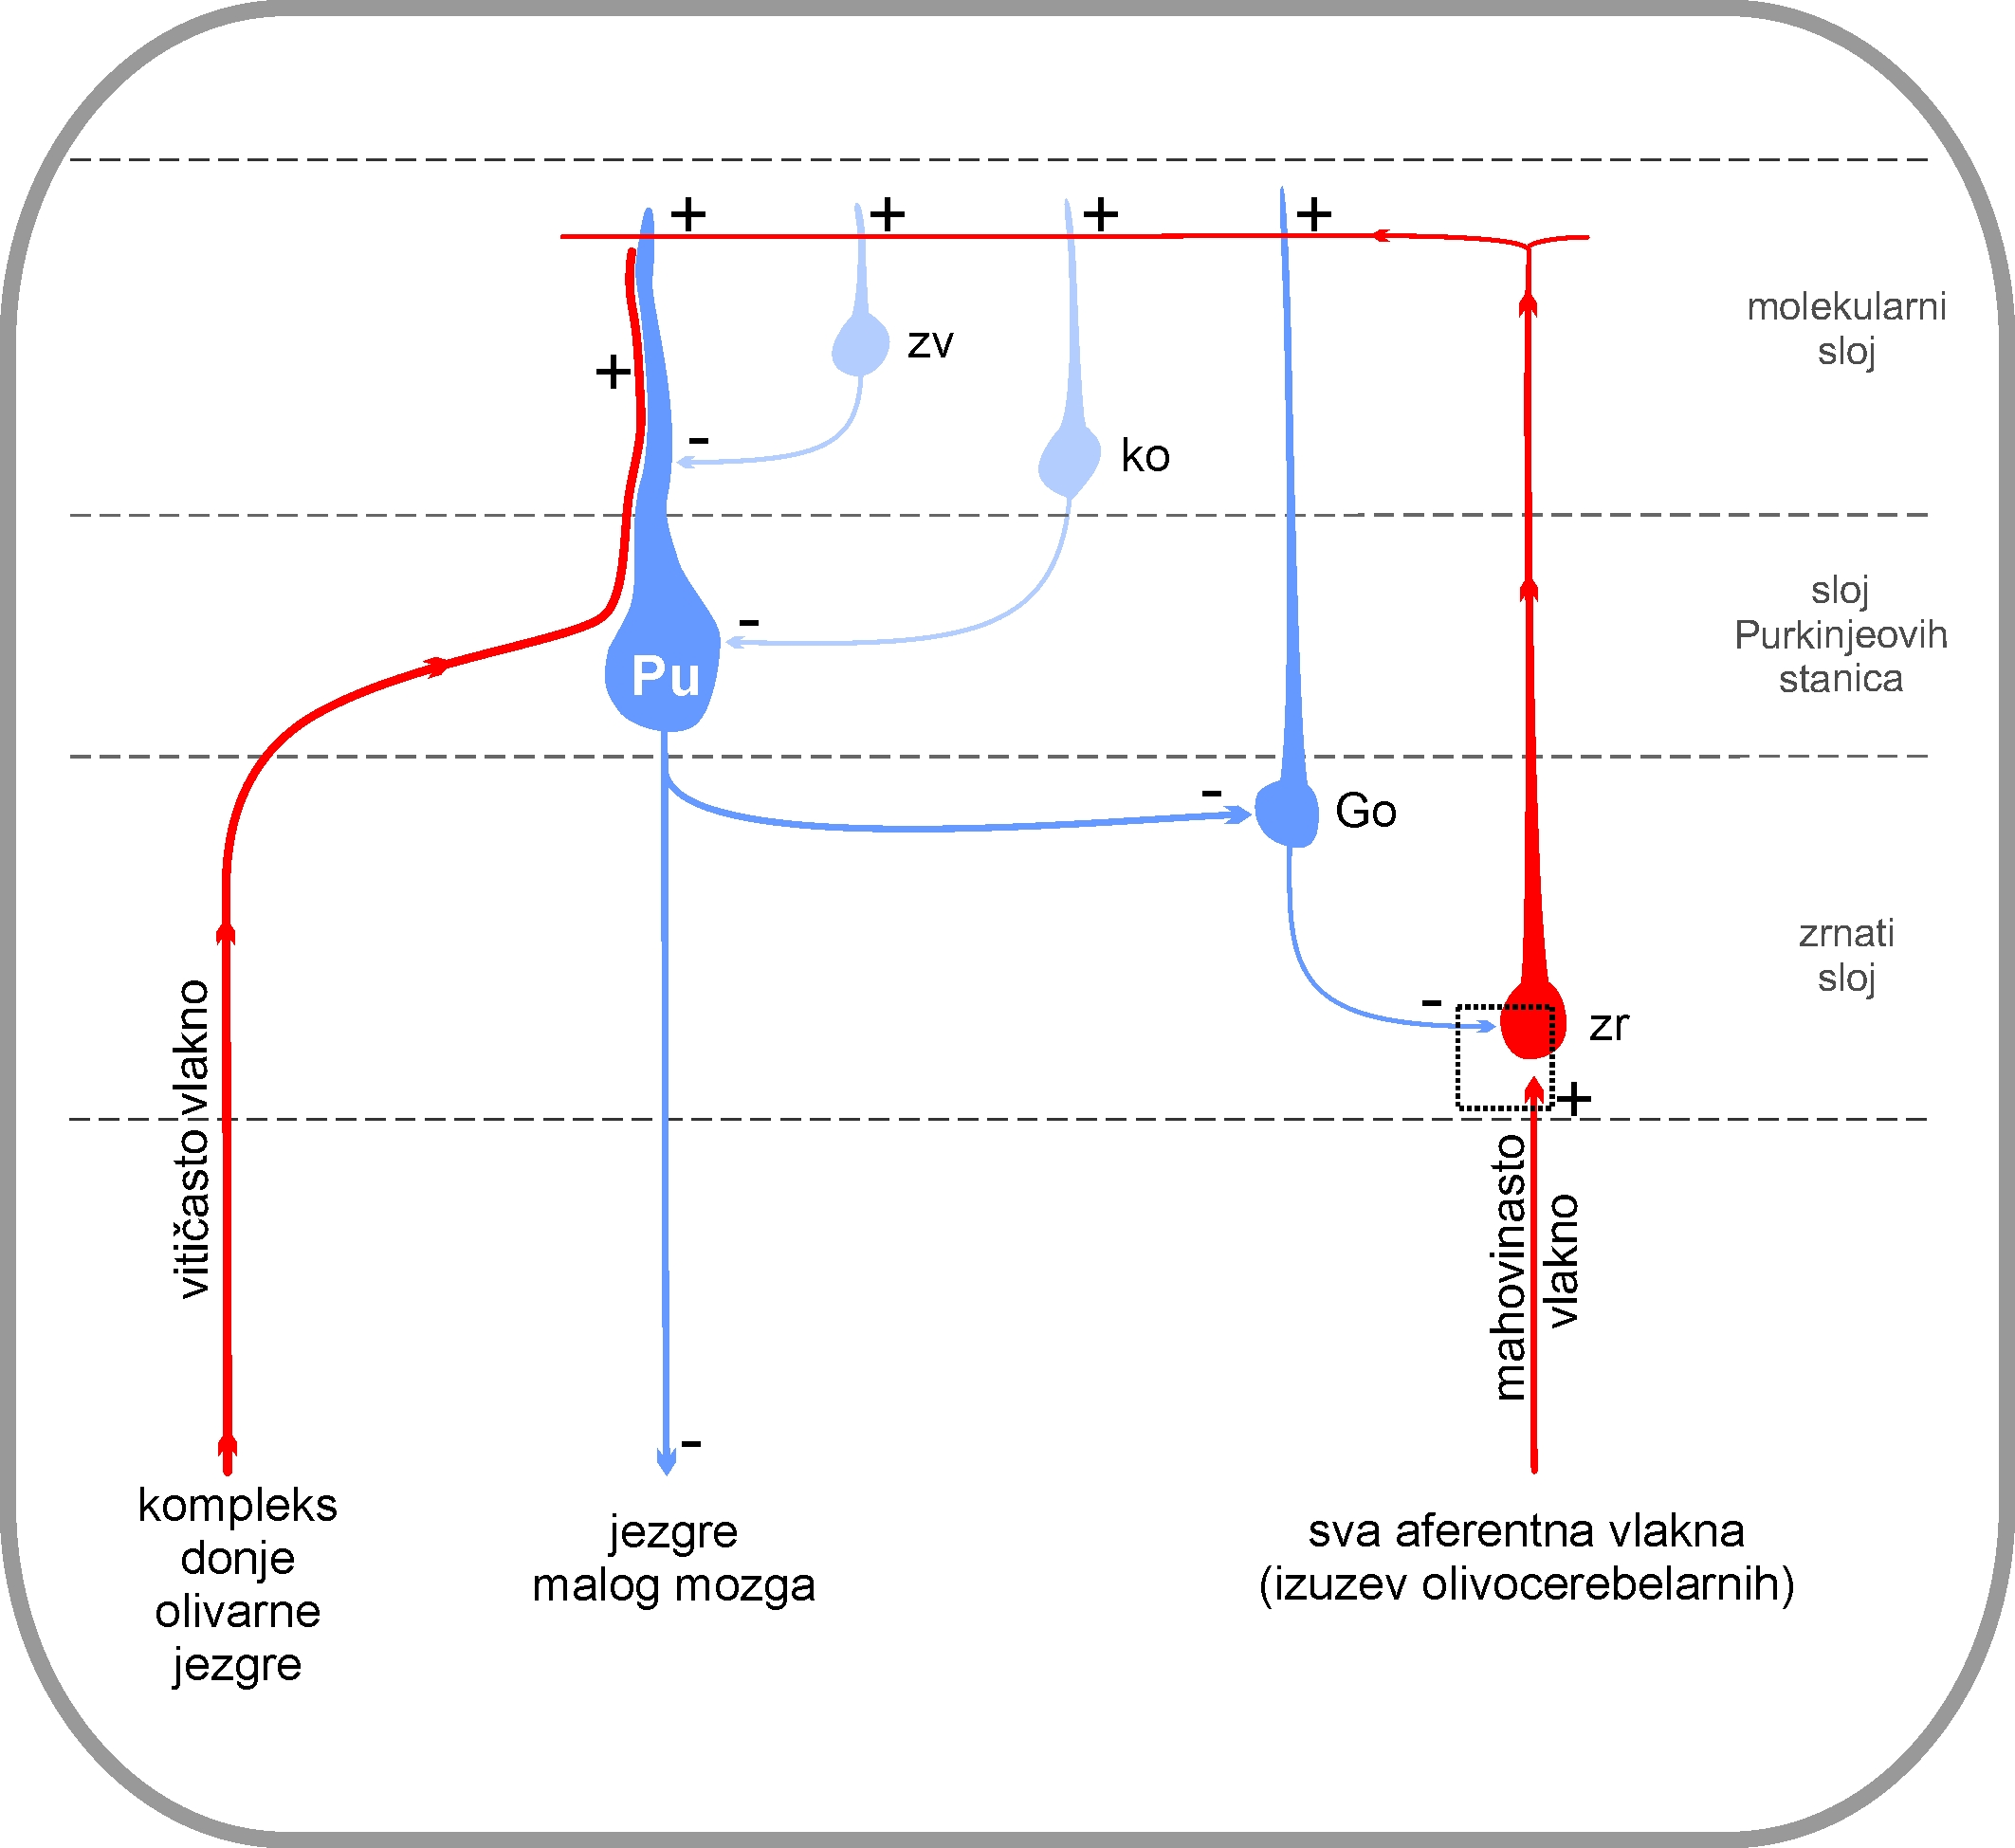 +
+
+
+
molekularni
sloj
zv
+
-
ko
sloj
Purkinjeovih
stanica
-
Pu
-
Go
zrnati
sloj
-
zr
+
vitičasto vlakno
mahovinasto
vlakno
-
kompleks
donje
olivarne
jezgre
jezgre
malog mozga
sva aferentna vlakna
(izuzev olivocerebelarnih)